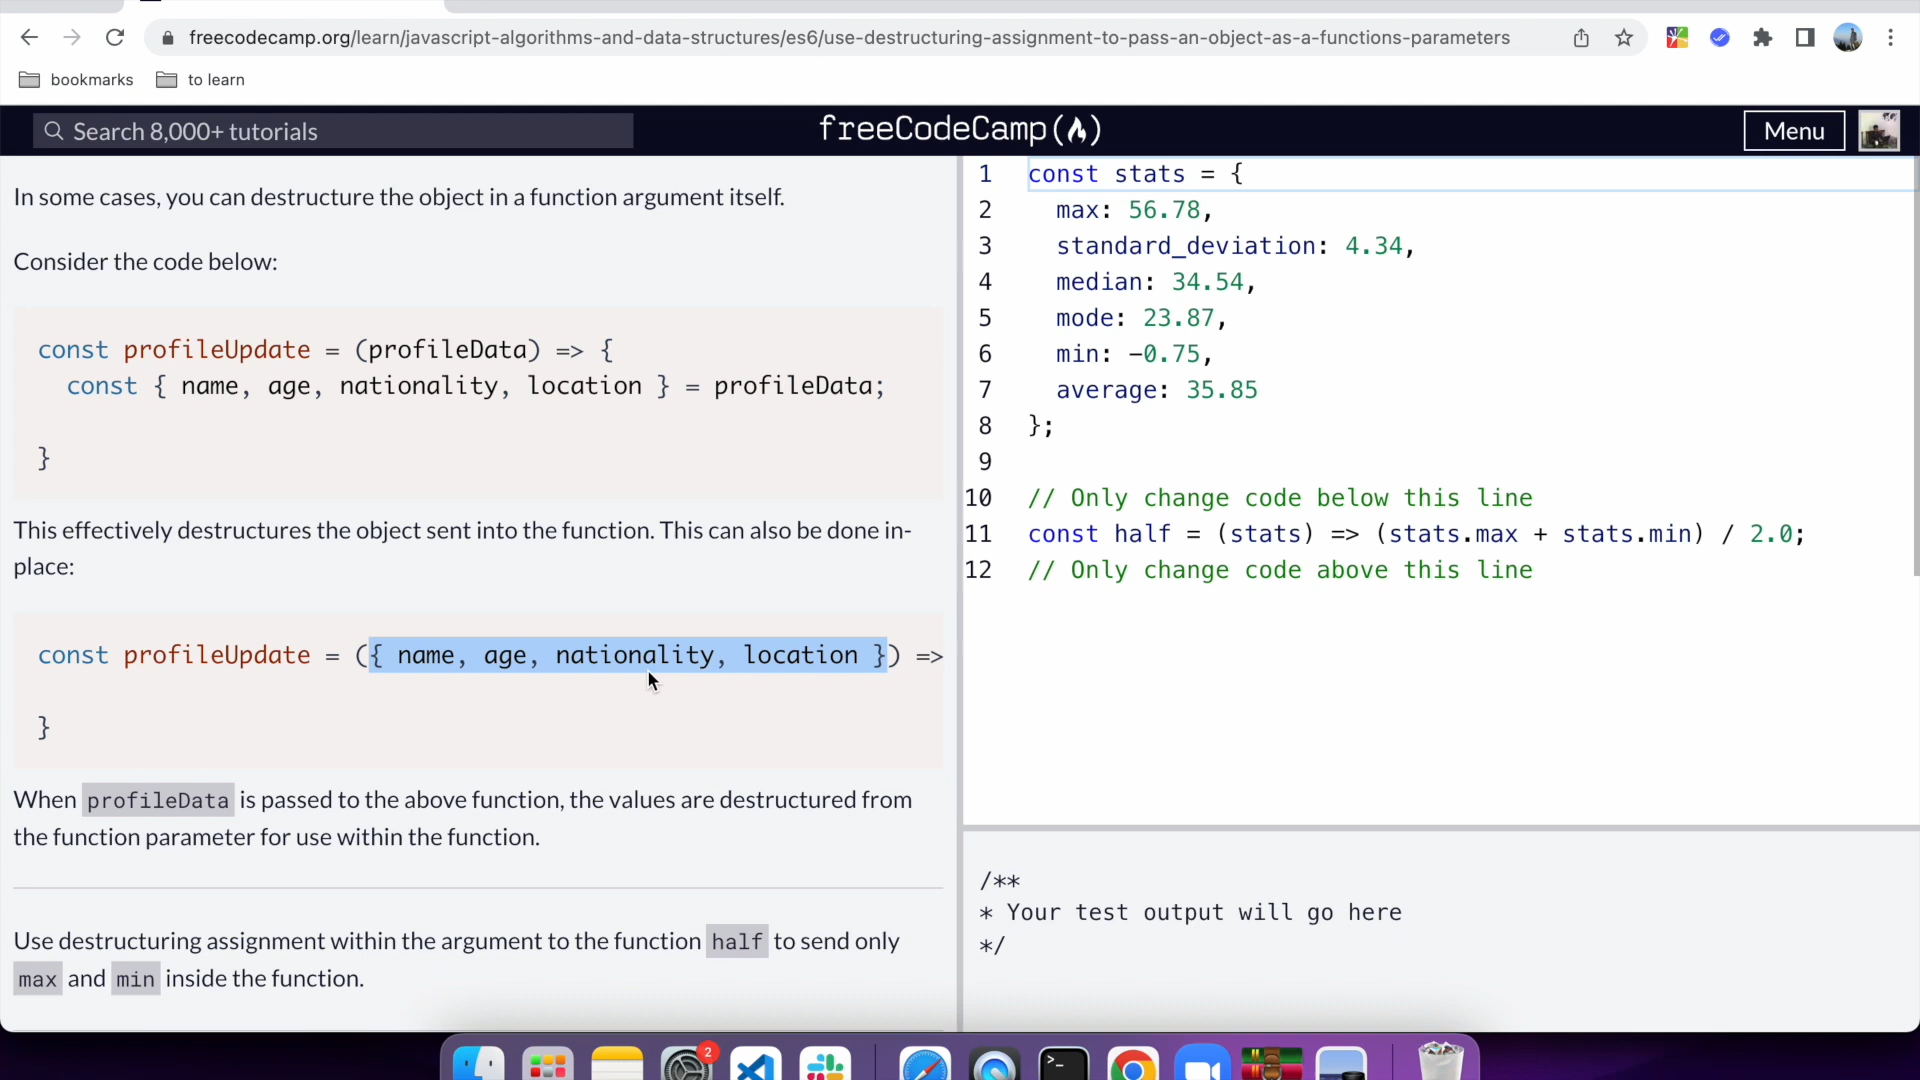 freecodecamp.org/learn/javascript-algorithms-and-data-structures/es6/use-destructuring-assignment-to-pass-an-object-as-a-functions-parameters
bookmarks to learn
Search 8,000+ tutorials
freeCodeCamp
Menu
In some cases, you can destructure the object in a function argument itself.
Consider the code below:
const profileUpdate = (profileData) => {
const { name, age, nationality, location } = profileData;
}
This effectively destructures the object sent into the function. This can also be done in-
place:
const profileUpdate = ({ name, age, nationality, location }) =>
}
When profileData is passed to the above function, the values are destructured from
the function parameter for use within the function.
Use destructuring assignment within the argument to the function half to send only
max and min inside the function.
1 const stats = {
2 max: 56.78,
3 standard_deviation: 4.34,
4 median: 34.54,
5 mode: 23.87,
6 min: -0.75,
7 average: 35.85
8 };
9
10 // Only change code below this line
11 const half = (stats) => (stats.max + stats.min) / 2.0;
12 // Only change code above this line
/**
* Your test output will go here
*/
2